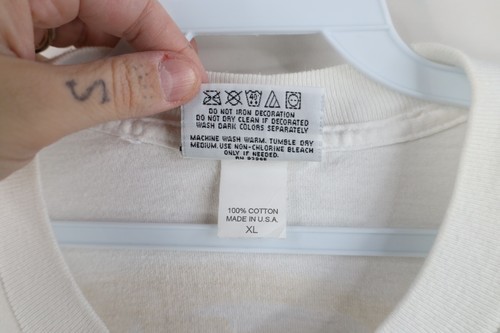 S
40
DO NOT IRON DECORATION
DO NOT DRY CLEAN IF DECORATED
WASH DARK COLORS SEPARATELY
MACHINE WASH WARM. TUMBLE DRY
MEDIUM. USE NON-CHLORINE BLEACH
ONLY IF NEEDED.
100% COTTON
MADE IN U.S.A.
XL